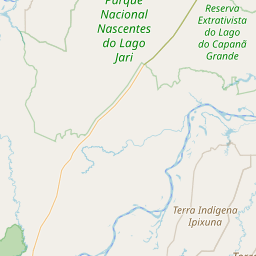 Parque
Nacional
Nascentes
do Lago
Jari
Reserva
Extrativista
do Lago
do Capanã
Grande
Terra Indígena
Ipixuna